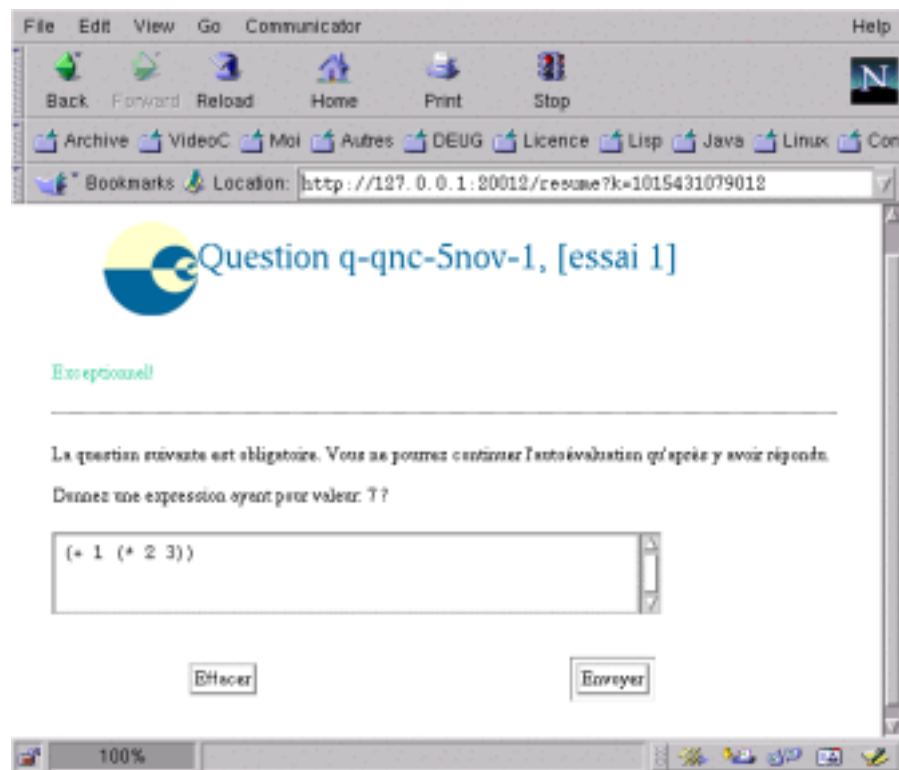 File Edit View Go Communicator Help
Back Forward Reload Home Print Stop
N
Archive VideoC Moi Autres DEUG Licence Lisp Java Linux Con
Bookmarks Location: http://127.0.0.1:20012/resume?k=1015431079012
Question q-qnc-5nov-1, [essai 1]
Exceptionnel!
La question suivante est obligatoire. Vous ne pourrez continuer l'autoévaluation qu'après y avoir répondu.
Donnez une expression ayant pour valeur: 7 ?
(+ 1 (* 2 3))
Effacer Envoyer
100%